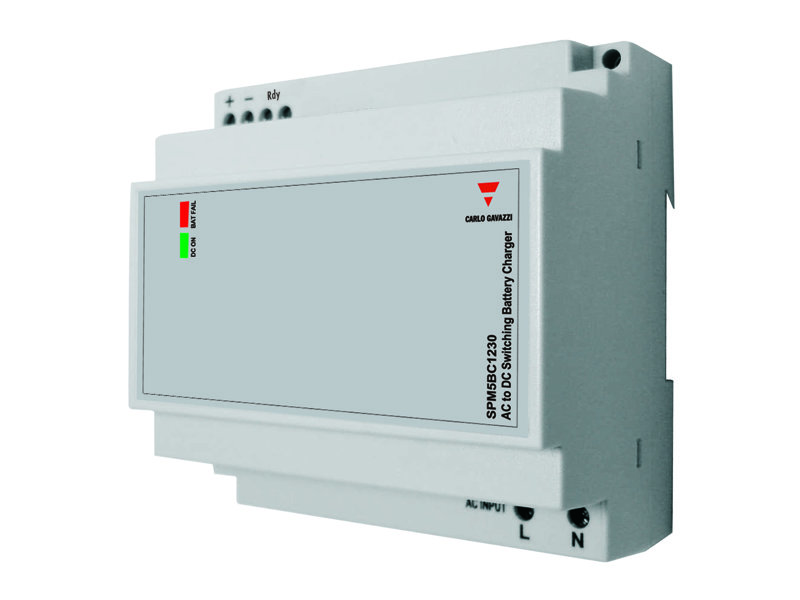 + − Rdy
BAT FAIL
DC ON
CARLO GAVAZZI
SPM5BC1230
AC to DC Switching Battery Charger
AC INPUT
L N